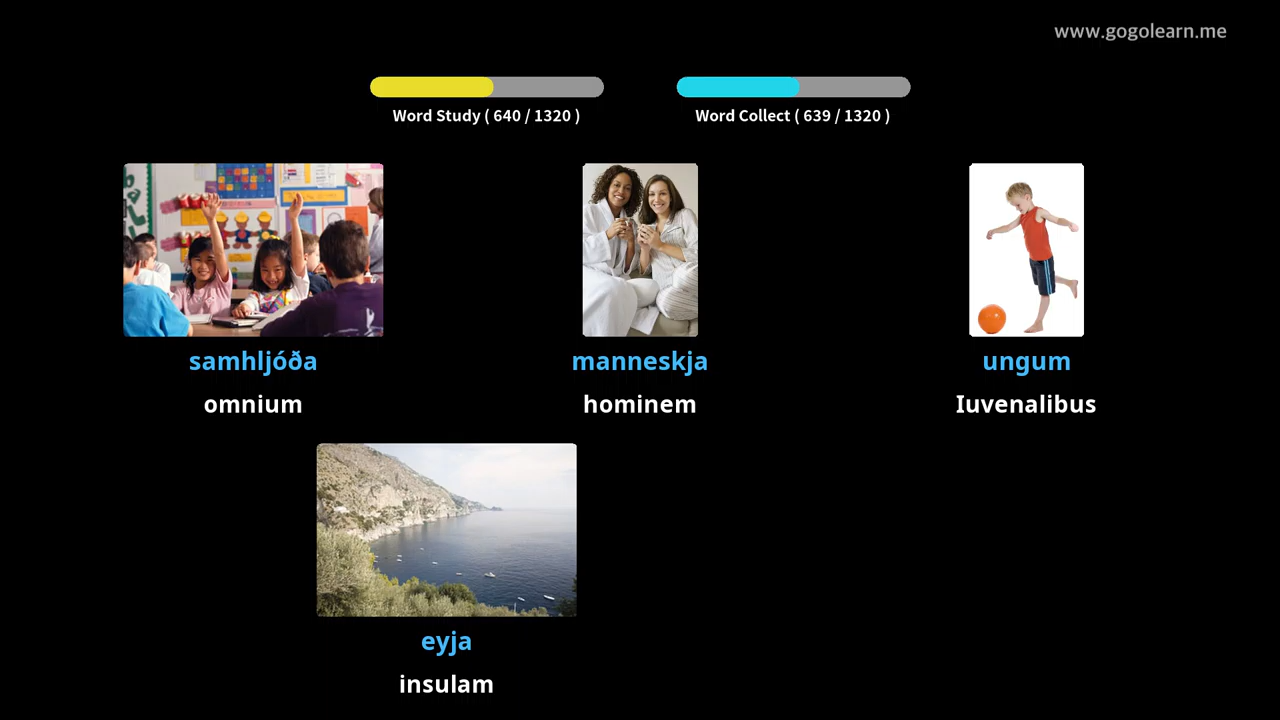 www.gogolearn.me
Word Study ( 640 / 1320 )
Word Collect ( 639 / 1320 )
samhljóða
manneskja
ungum
omnium
hominem
Iuvenalibus
eyja
insulam